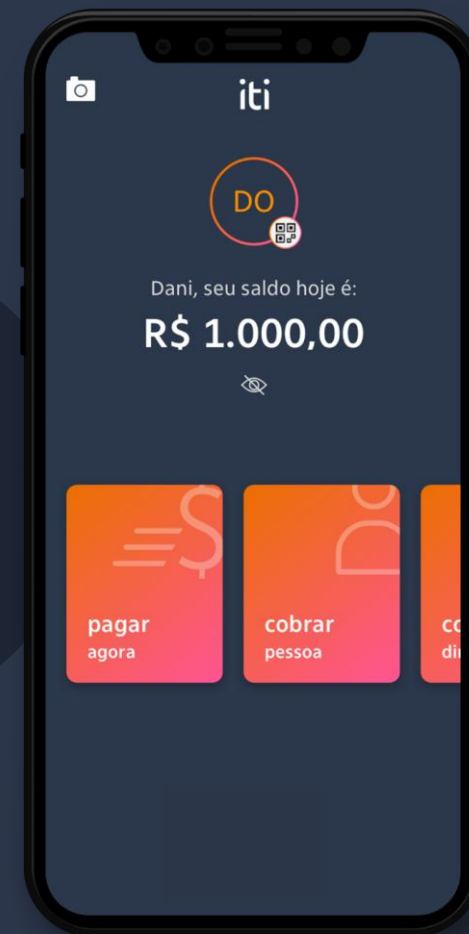 iti
DO
Dani, seu saldo hoje é:
R$ 1.000,00
pagar
agora
cobrar
pessoa